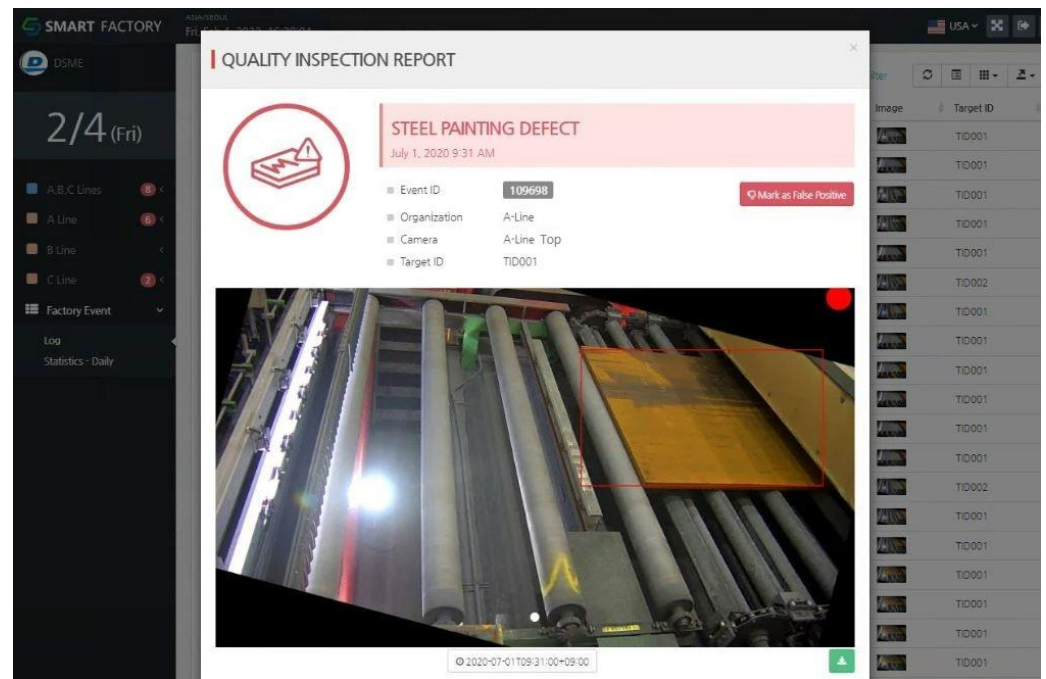 SMART FACTORY
ASIA/SEOUL
USA
DSME
QUALITY INSPECTION REPORT
×
2/4 (Fri)
STEEL PAINTING DEFECT
July 1, 2020 9:31 AM
Event ID 109698
Mark as False Positive
Organization A-Line
Camera A-Line Top
Target ID TID001
A,B,C Lines 8
A Line 6
B Line
C Line 2
Factory Event
Log
Statistics - Daily
Image Target ID
TID001
TID001
TID001
TID001
TID001
TID002
TID001
TID001
TID001
TID001
TID001
TID001
TID002
TID001
TID001
TID001
TID001
TID001
TID001
2020-07-01T09:31:00+09:00